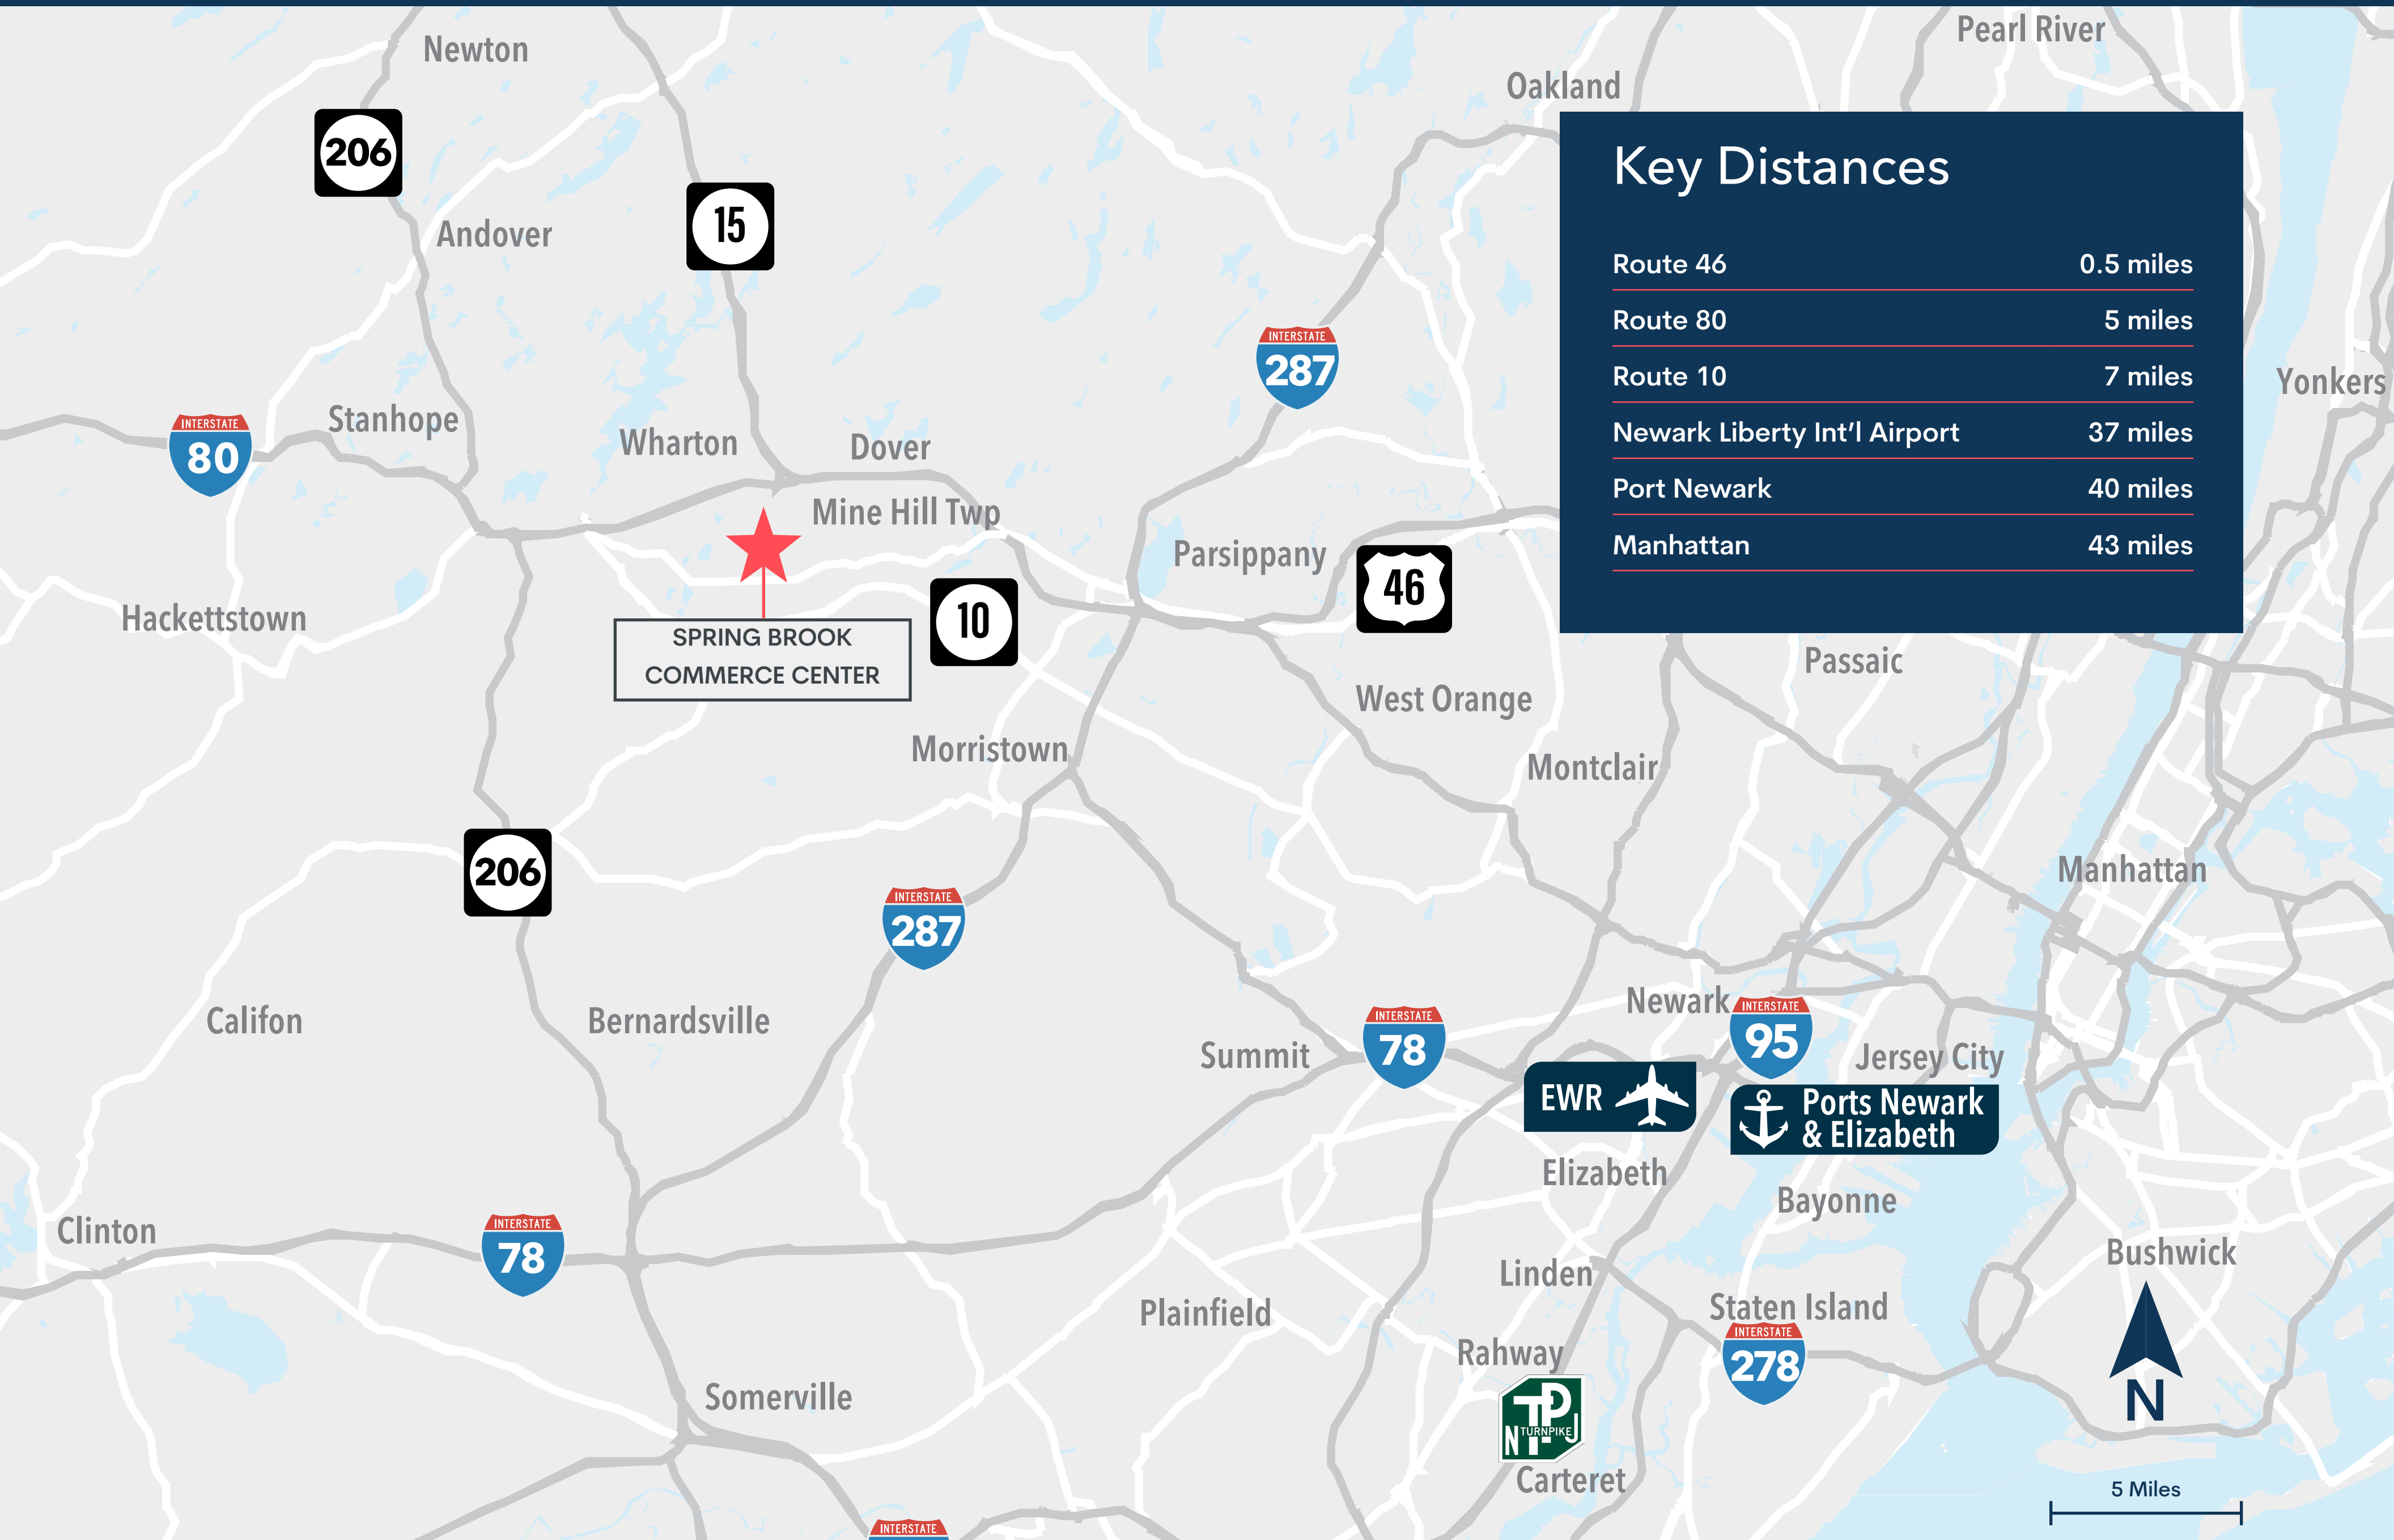 Newton
Pearl River
Oakland
206
Andover
15
Key Distances
Route 46 0.5 miles
Route 80 5 miles
Route 10 7 miles
Newark Liberty Int'l Airport 37 miles
Port Newark 40 miles
Manhattan 43 miles
INTERSTATE
287
Yonkers
INTERSTATE
80
Stanhope
Wharton
Dover
Mine Hill Twp
Parsippany
46
Hackettstown
10
SPRING BROOK
COMMERCE CENTER
Passaic
West Orange
Morristown
Montclair
206
Manhattan
INTERSTATE
287
Califon
Bernardsville
Newark
INTERSTATE
95
Summit
INTERSTATE
78
Jersey City
EWR
Ports Newark
& Elizabeth
Elizabeth
Bayonne
Clinton
INTERSTATE
78
Bushwick
Linden
Plainfield
Staten Island
INTERSTATE
278
Rahway
Somerville
N TP J
TURNPIKE
N
Carteret
5 Miles
INTERSTATE